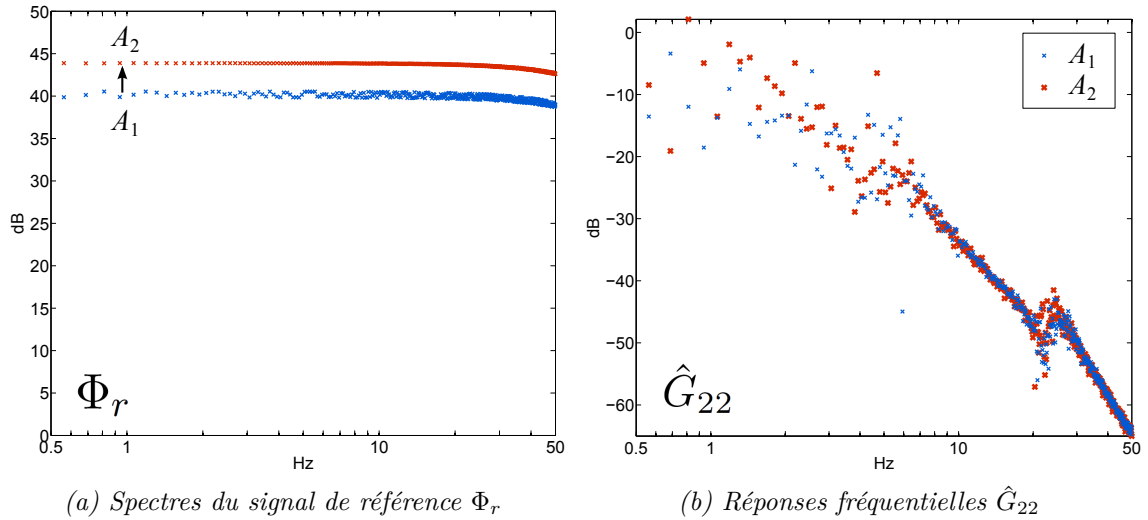 50
45
40
35
30
25
20
15
10
5
0
dB
A₂
A₁
Φᵣ
0.5
1
10
50
Hz
(a) Spectres du signal de référence Φᵣ
0
−10
−20
−30
−40
−50
−60
dB
A₁
A₂
Ĝ₂₂
0.5
1
10
50
Hz
(b) Réponses fréquentielles Ĝ₂₂